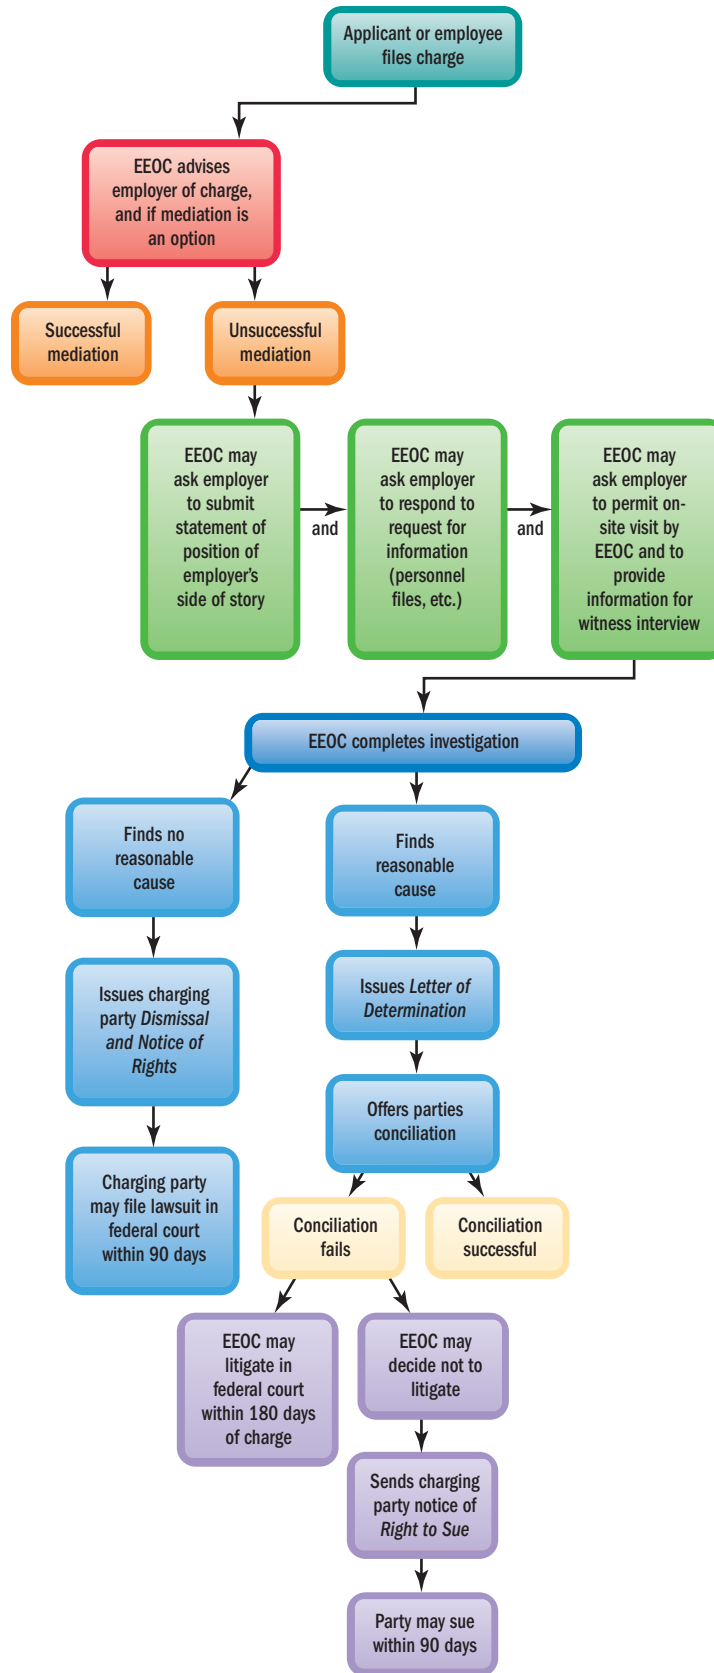 Applicant or employee
files charge
EEOC advises
employer of charge,
and if mediation is
an option
Successful
mediation
Unsuccessful
mediation
EEOC may
ask employer
to submit
statement of
position of
employer’s
side of story
and
EEOC may
ask employer
to respond to
request for
information
(personnel
files, etc.)
and
EEOC may
ask employer
to permit on-
site visit by
EEOC and to
provide
information for
witness interview
EEOC completes investigation
Finds no
reasonable
cause
Issues charging
party Dismissal
and Notice of
Rights
Charging party
may file lawsuit in
federal court
within 90 days
Finds
reasonable
cause
Issues Letter of
Determination
Offers parties
conciliation
Conciliation
fails
Conciliation
successful
EEOC may
litigate in
federal court
within 180 days
of charge
EEOC may
decide not to
litigate
Sends charging
party notice of
Right to Sue
Party may sue
within 90 days